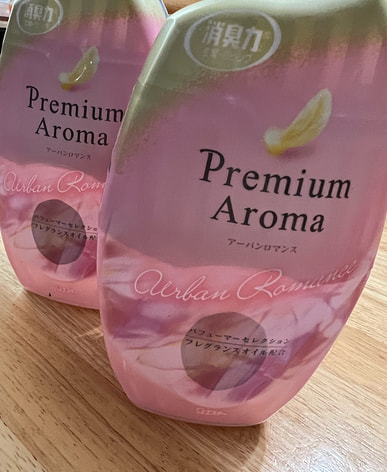 消臭力
Premium
Aroma
アーバンロマンス
Urban Romance
パフューマーセレクション
フレグランスオイル配合
消臭力
Premium
Aroma
アーバンロマンス
Urban
パフューマーセレクション
フレグランスオイル配合